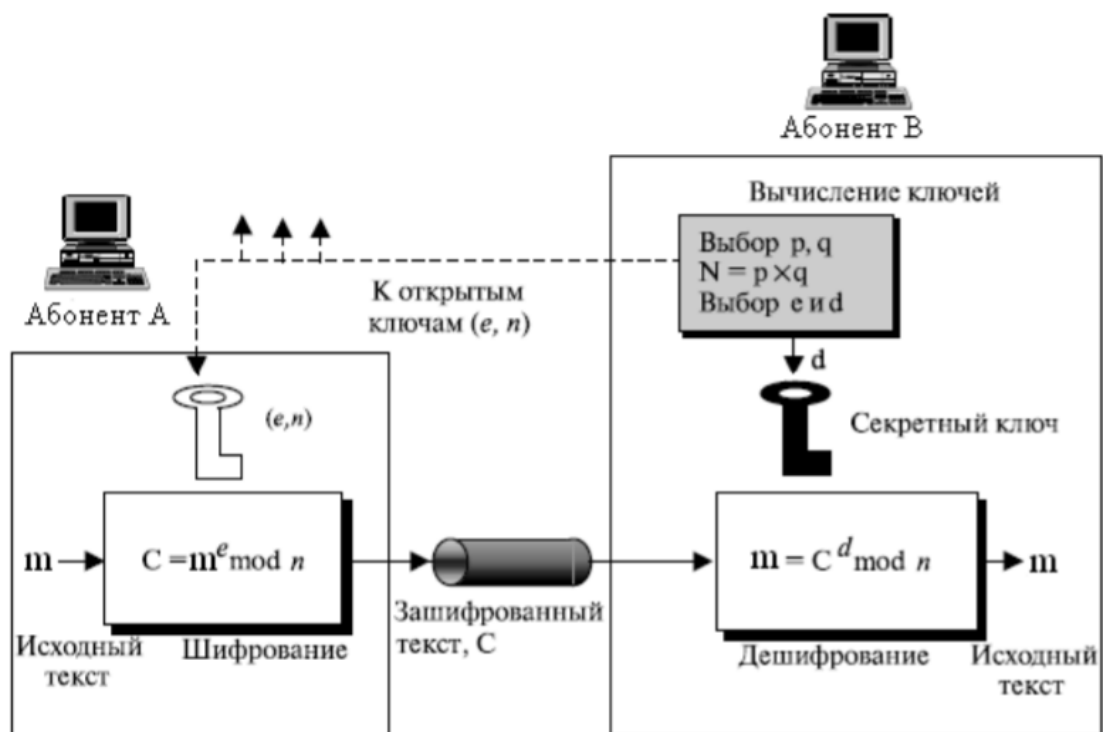 Абонент В
Вычисление ключей
Выбор p, q
N = p × q
Выбор e и d
К открытым
ключам (e, n)
Абонент А
d
(e,n)
Секретный ключ
m
C = m^e mod n
m = C^d mod n
m
Зашифрованный
текст, С
Исходный
текст
Шифрование
Дешифрование
Исходный
текст